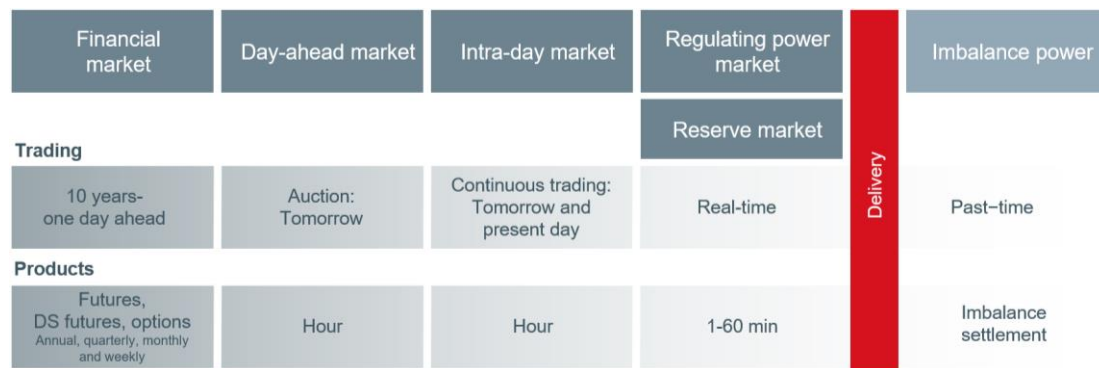 Financial
market
Day-ahead market
Intra-day market
Regulating power
market
Reserve market
Delivery
Imbalance power
Trading
10 years-
one day ahead
Auction:
Tomorrow
Continuous trading:
Tomorrow and
present day
Real-time
Past−time
Products
Futures,
DS futures, options
Annual, quarterly, monthly
and weekly
Hour
Hour
1-60 min
Imbalance
settlement